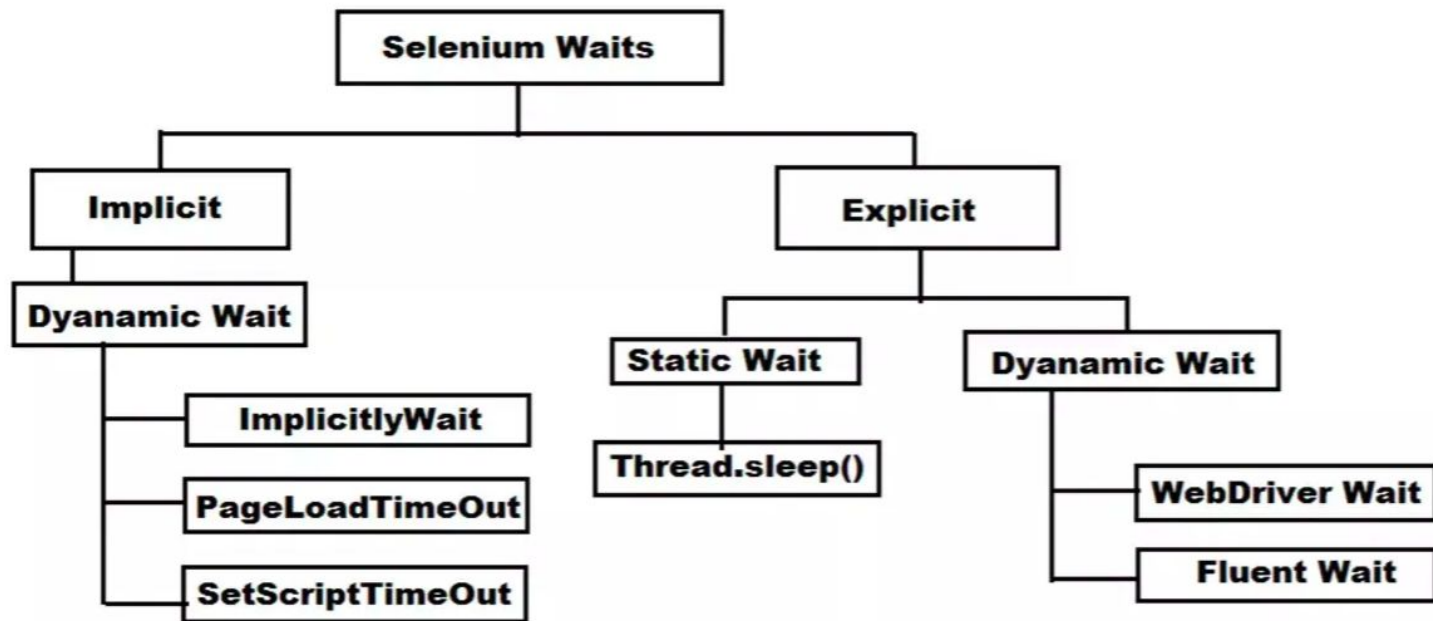 Selenium Waits
Implicit
Explicit
Dyanamic Wait
Static Wait
Dyanamic Wait
ImplicitlyWait
Thread.sleep()
PageLoadTimeOut
WebDriver Wait
SetScriptTimeOut
Fluent Wait